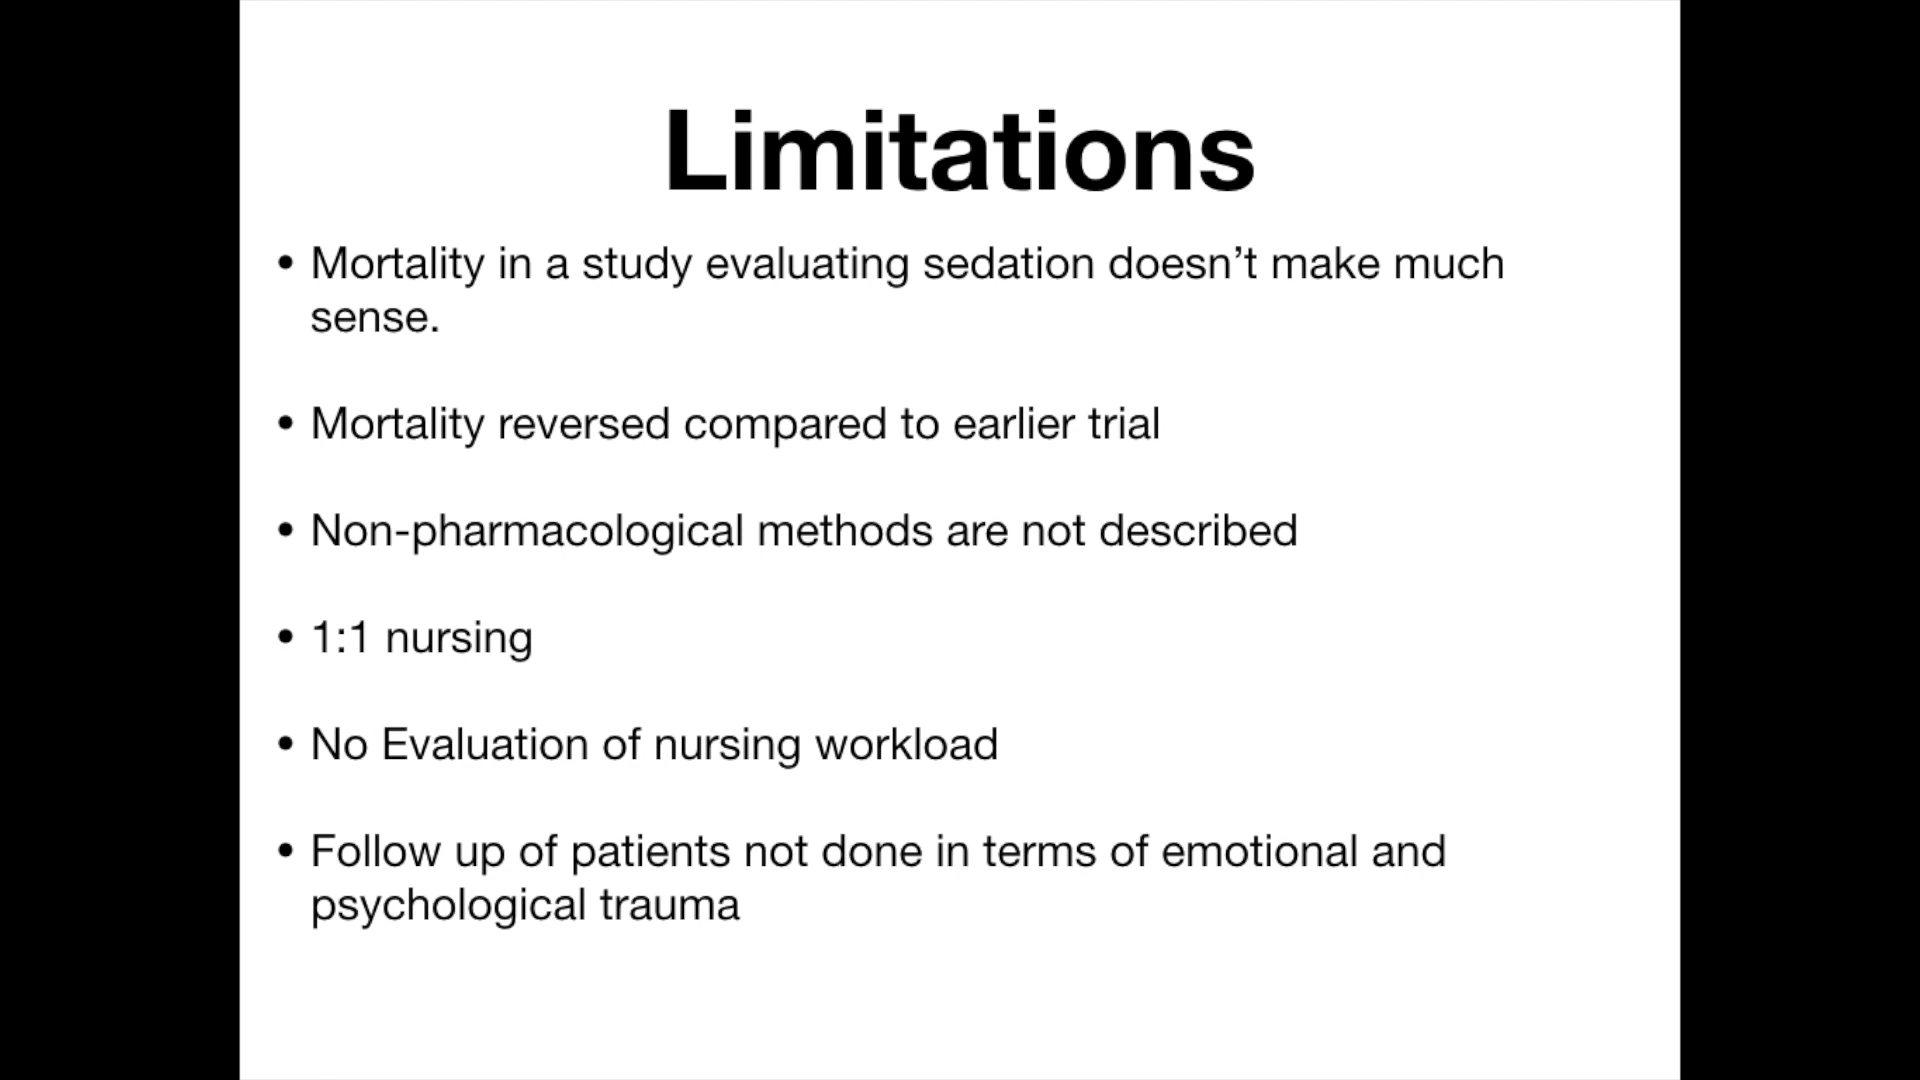 Limitations
• Mortality in a study evaluating sedation doesn’t make much
sense.
• Mortality reversed compared to earlier trial
• Non-pharmacological methods are not described
• 1:1 nursing
• No Evaluation of nursing workload
• Follow up of patients not done in terms of emotional and
psychological trauma